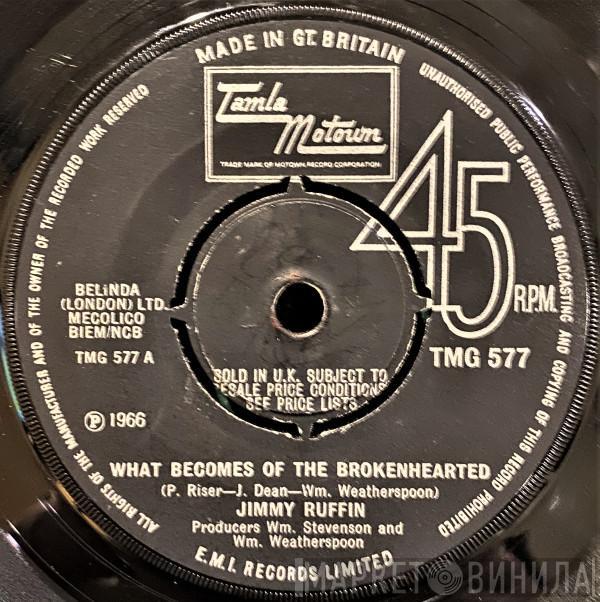 MADE IN GT. BRITAIN
UNAUTHORISED PUBLIC PERFORMANCE BROADCASTING AND COPYING OF THIS RECORD PROHIBITED
ALL RIGHTS OF THE MANUFACTURER AND OF THE OWNER OF THE RECORDED WORK RESERVED
Tamla
Motown
TRADE MARK OF MOTOWN RECORD CORPORATION
45
R.P.M.
BELINDA
(LONDON) LTD.
MECOLICO
BIEM/NCB
TMG 577 A
TMG 577
SOLD IN U.K. SUBJECT TO
RESALE PRICE CONDITIONS
SEE PRICE LISTS
Ⓟ 1966
WHAT BECOMES OF THE BROKENHEARTED
(P. Riser—J. Dean—Wm. Weatherspoon)
JIMMY RUFFIN
Producers Wm. Stevenson and
Wm. Weatherspoon
E.M.I. RECORDS LIMITED
МАРКЕТ ВИНИЛА